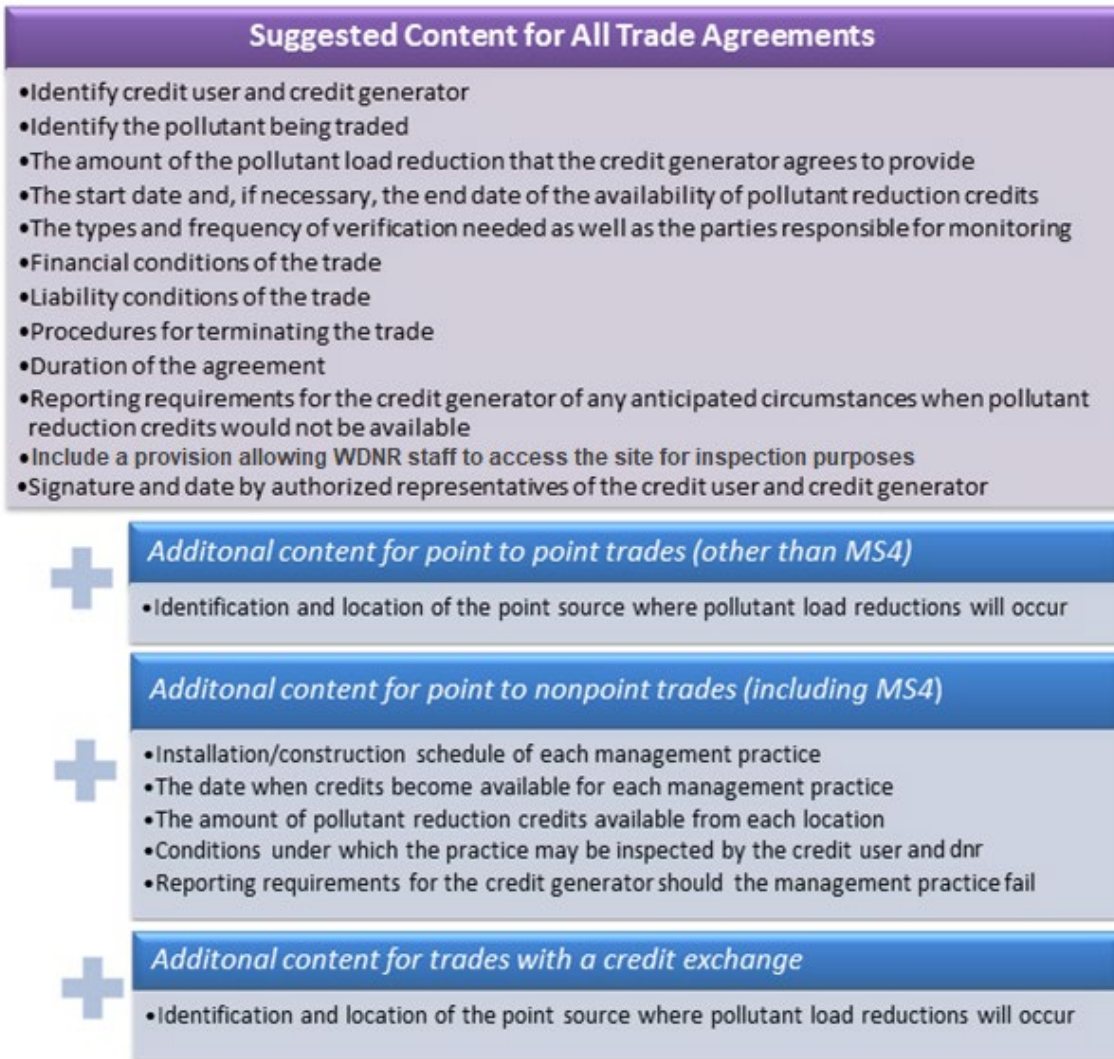 Suggested Content for All Trade Agreements
•Identify credit user and credit generator
•Identify the pollutant being traded
•The amount of the pollutant load reduction that the credit generator agrees to provide
•The start date and, if necessary, the end date of the availability of pollutant reduction credits
•The types and frequency of verification needed as well as the parties responsible for monitoring
•Financial conditions of the trade
•Liability conditions of the trade
•Procedures for terminating the trade
•Duration of the agreement
•Reporting requirements for the credit generator of any anticipated circumstances when pollutant
reduction credits would not be available
•Include a provision allowing WDNR staff to access the site for inspection purposes
•Signature and date by authorized representatives of the credit user and credit generator
Additonal content for point to point trades (other than MS4)
•Identification and location of the point source where pollutant load reductions will occur
Additonal content for point to nonpoint trades (including MS4)
•Installation/construction schedule of each management practice
•The date when credits become available for each management practice
•The amount of pollutant reduction credits available from each location
•Conditions under which the practice may be inspected by the credit user and dnr
•Reporting requirements for the credit generator should the management practice fail
Additonal content for trades with a credit exchange
•Identification and location of the point source where pollutant load reductions will occur